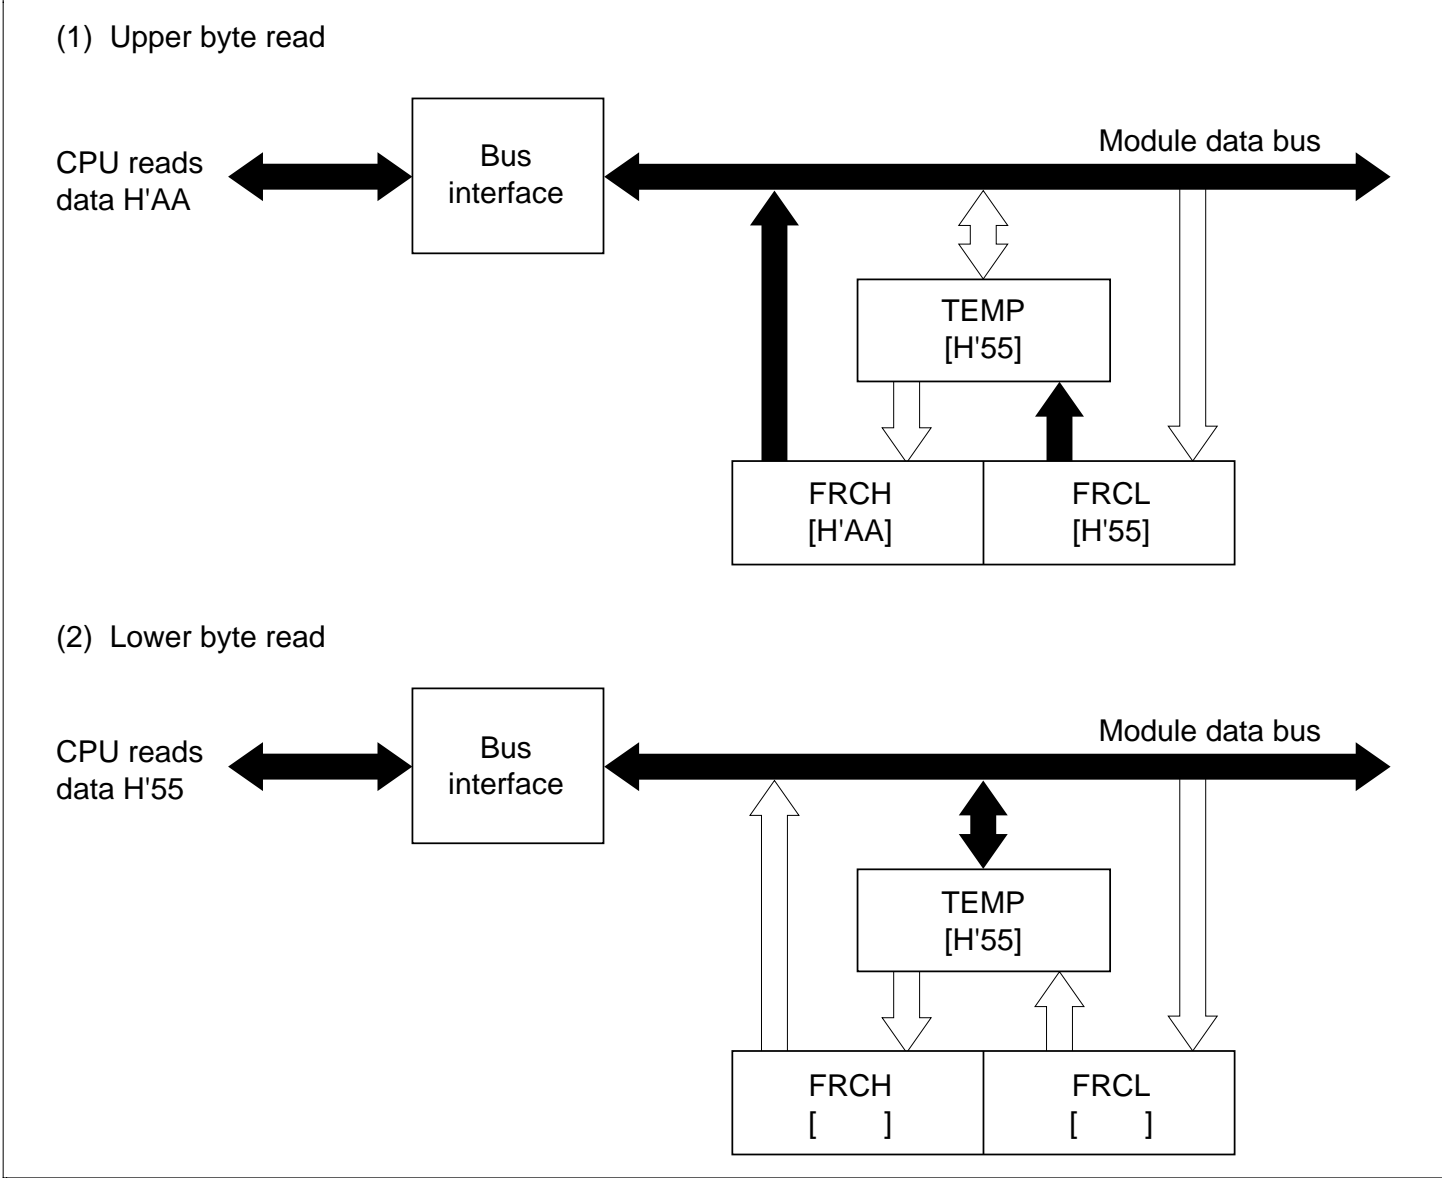 (1) Upper byte read
CPU reads
data H'AA
Bus
interface
Module data bus
TEMP
[H'55]
FRCH
[H'AA]
FRCL
[H'55]
(2) Lower byte read
CPU reads
data H'55
Bus
interface
Module data bus
TEMP
[H'55]
FRCH
[ ]
FRCL
[ ]